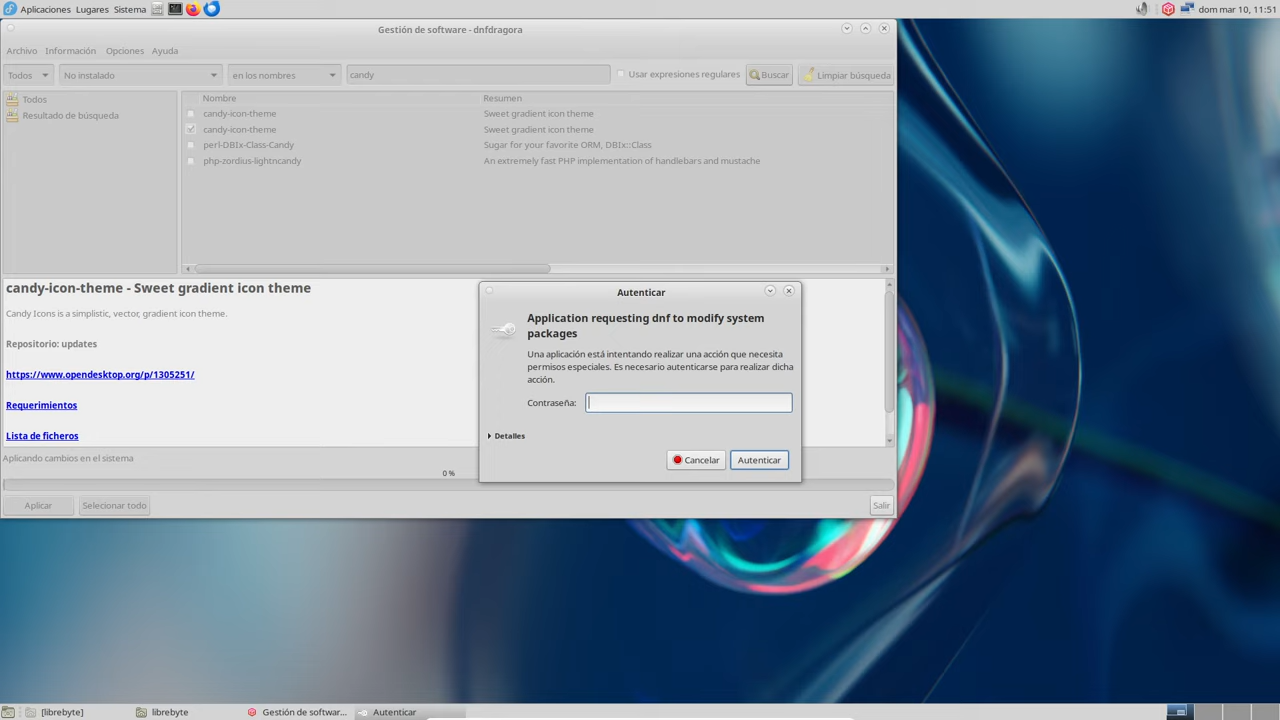 Aplicaciones Lugares Sistema
dom mar 10, 11:51
Gestión de software - dnfdragora
Archivo Información Opciones Ayuda
Todos No instalado en los nombres candy Usar expresiones regulares Buscar Limpiar búsqueda
Todos
Resultado de búsqueda
Nombre Resumen
candy-icon-theme Sweet gradient icon theme
candy-icon-theme Sweet gradient icon theme
perl-DBIx-Class-Candy Sugar for your favorite ORM, DBIx::Class
php-zordius-lightncandy An extremely fast PHP implementation of handlebars and mustache
candy-icon-theme - Sweet gradient icon theme
Candy Icons is a simplistic, vector, gradient icon theme.
Repositorio: updates
https://www.opendesktop.org/p/1305251/
Requerimientos
Lista de ficheros
Aplicando cambios en el sistema
0 %
Aplicar Seleccionar todo Salir
Autenticar
Application requesting dnf to modify system
packages
Una aplicación está intentando realizar una acción que necesita
permisos especiales. Es necesario autenticarse para realizar dicha
acción.
Contraseña:
Detalles
Cancelar Autenticar
[librebyte] librebyte Gestión de softwar... Autenticar